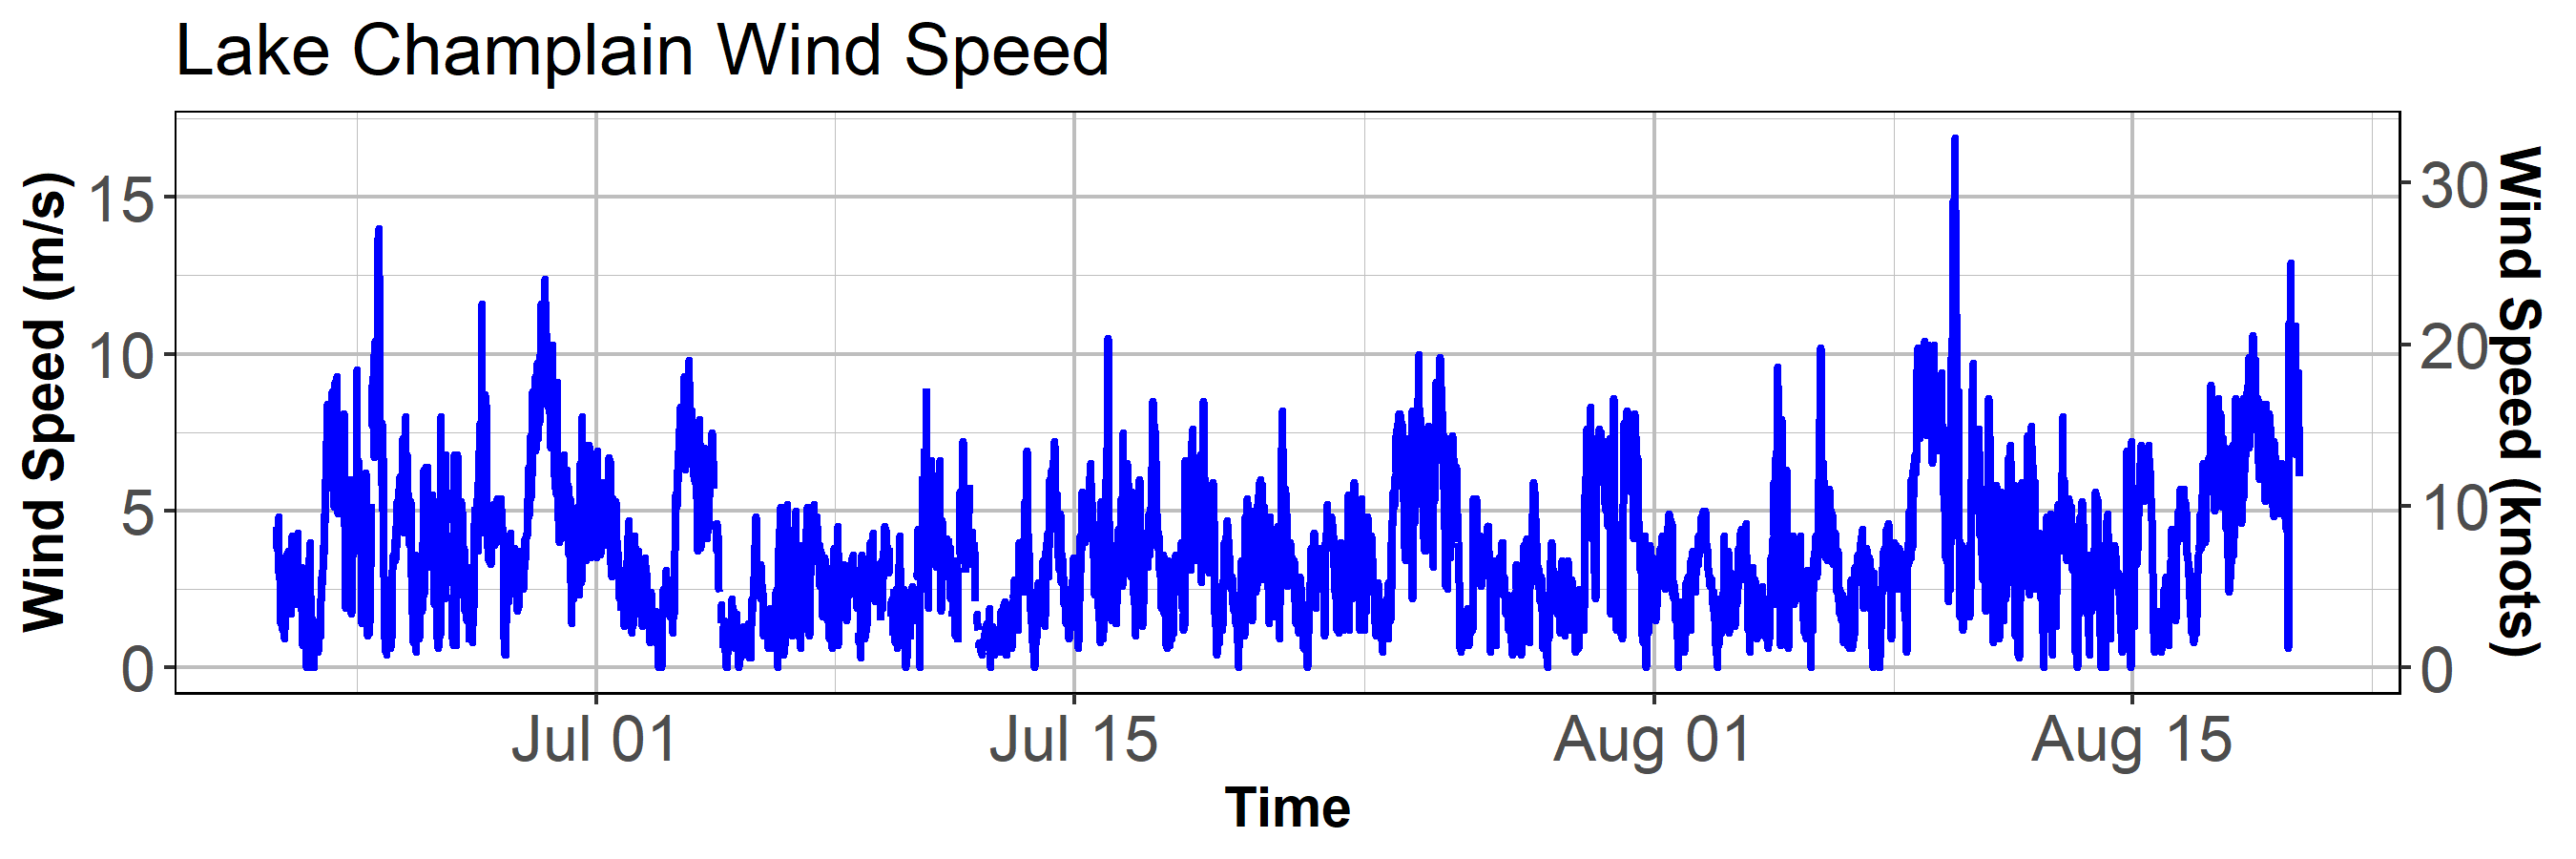 Lake Champlain Wind Speed
Wind Speed (m/s)
15
10
5
0
30
20
10
0
Wind Speed (knots)
Jul 01
Jul 15
Aug 01
Aug 15
Time